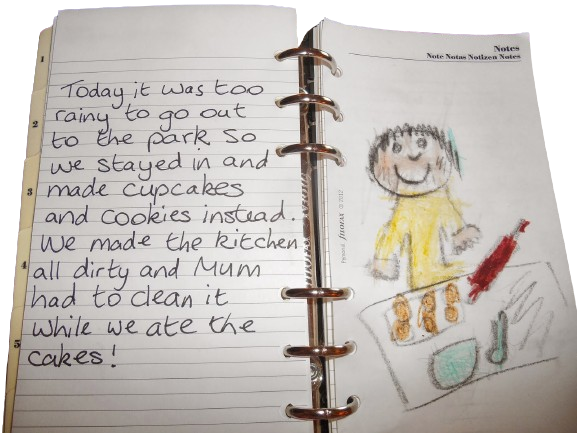 Today it was too
rainy to go out
to the park. So
we stayed in and
made cupcakes
and cookies instead.
We made the kitchen
all dirty and Mum
had to clean it
while we ate the
cakes!
1
2
3
4
5
Notes
Note Notas Notizen Notes
Personal filofax © 2012